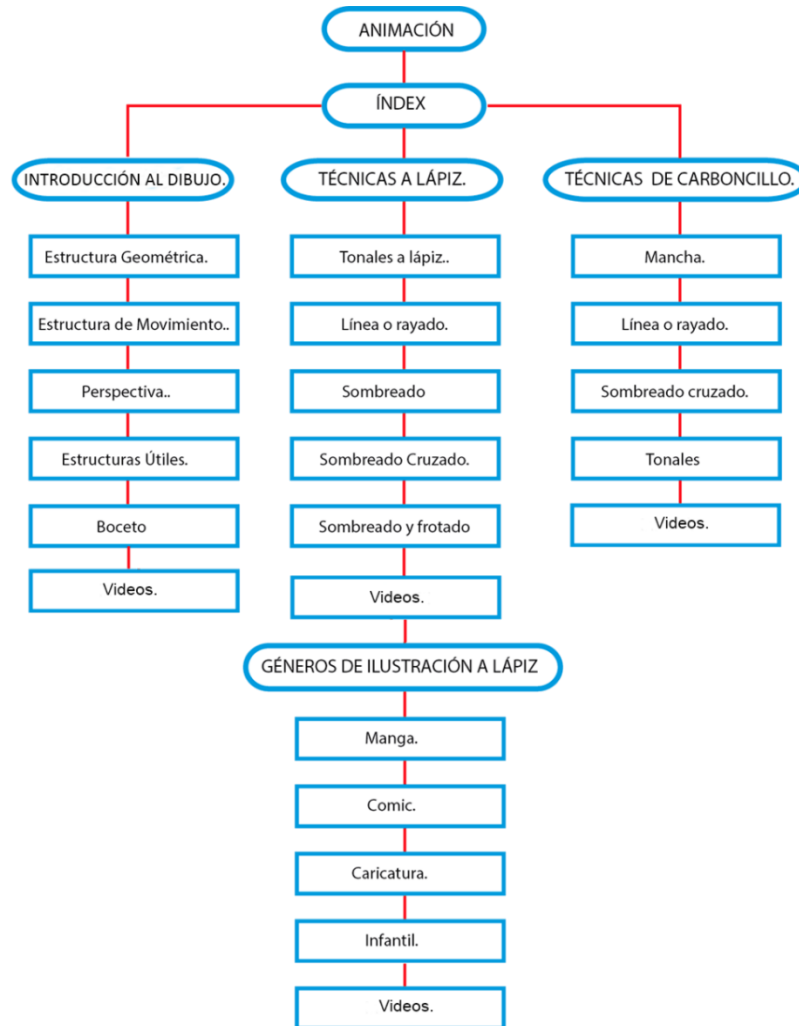 ANIMACIÓN
ÍNDEX
INTRODUCCIÓN AL DIBUJO.
Estructura Geométrica.
Estructura de Movimiento..
Perspectiva..
Estructuras Útiles.
Boceto
Videos.
TÉCNICAS A LÁPIZ.
Tonales a lápiz..
Línea o rayado.
Sombreado
Sombreado Cruzado.
Sombreado y frotado
Videos.
GÉNEROS DE ILUSTRACIÓN A LÁPIZ
Manga.
Comic.
Caricatura.
Infantil.
Videos.
TÉCNICAS DE CARBONCILLO.
Mancha.
Línea o rayado.
Sombreado cruzado.
Tonales
Videos.